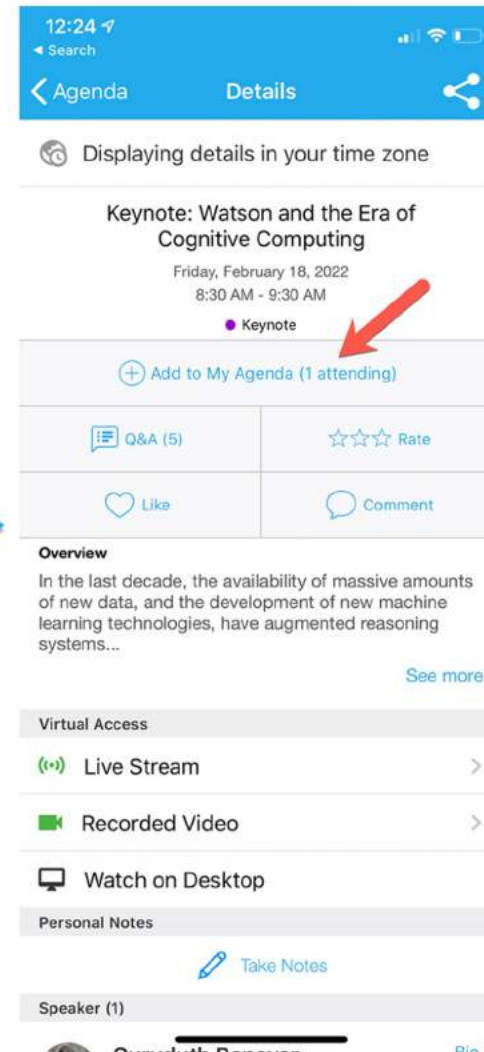 12:24
Search
Agenda Details
Displaying details in your time zone
Keynote: Watson and the Era of
Cognitive Computing
Friday, February 18, 2022
8:30 AM - 9:30 AM
Keynote
Add to My Agenda (1 attending)
Q&A (5) Rate
Like Comment
Overview
In the last decade, the availability of massive amounts
of new data, and the development of new machine
learning technologies, have augmented reasoning
systems...
See more
Virtual Access
Live Stream
Recorded Video
Watch on Desktop
Personal Notes
Take Notes
Speaker (1)
Bio